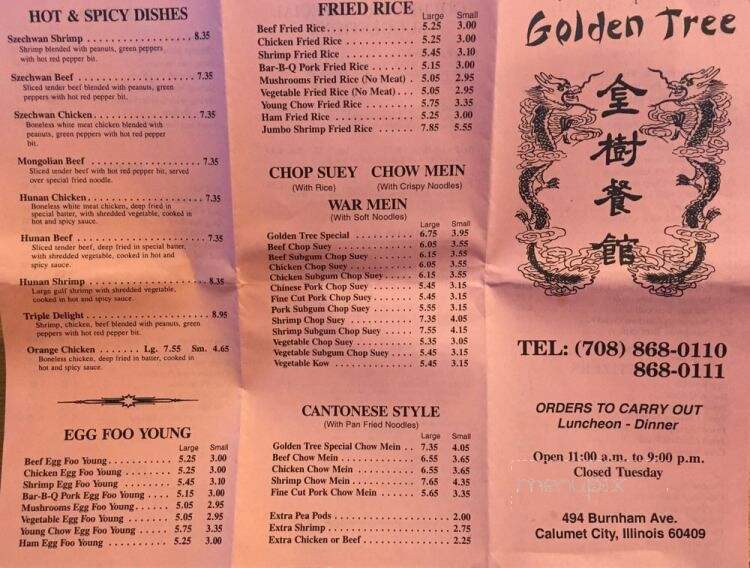 HOT & SPICY DISHES
Szechwan Shrimp . . . . . . . . . . . . . . . . . . . 8.35
Shrimp blended with peanuts, green peppers
with hot red pepper bit.
Szechwan Beef . . . . . . . . . . . . . . . . . . . 7.35
Sliced tender beef with peanuts, green
peppers with hot red pepper bit.
Szechwan Chicken . . . . . . . . . . . . . . . . . . 7.35
Boneless white meat chicken blended with
peanuts, green peppers with hot red pepper
bit.
Mongolian Beef . . . . . . . . . . . . . . . . . . . 7.35
Sliced tender beef with hot red pepper bit, served
over special fried noodle.
Hunan Chicken . . . . . . . . . . . . . . . . . . . 7.35
Boneless white meat chicken, deep fried in
special batter, with shredded vegetable, cooked in
hot and spicy sauce.
Hunan Beef . . . . . . . . . . . . . . . . . . . 7.35
Sliced tender beef, deep fried in special batter,
with shredded vegetable, cooked in hot and
spicy sauce.
Hunan Shrimp . . . . . . . . . . . . . . . . . . . 8.35
Large gulf shrimp with shredded vegetable,
cooked in hot and spicy sauce.
Triple Delight . . . . . . . . . . . . . . . . . . . 8.95
Shrimp, chicken, beef blended with peanuts, green
peppers with hot red pepper bit.
Orange Chicken . . . . . . . Lg. 7.55 Sm. 4.65
Boneless chicken, deep fried in batter, cooked in
hot and spicy sauce.
EGG FOO YOUNG
Large Small
Beef Egg Foo Young . . . . . . . . . 5.25 3.00
Chicken Egg Foo Young . . . . . . . 5.25 3.00
Shrimp Egg Foo Young . . . . . . . 5.45 3.10
Bar-B-Q Pork Egg Foo Young . . . . 5.15 3.00
Mushrooms Egg Foo Young . . . . . . 5.05 2.95
Vegetable Egg Foo Young . . . . . . 5.05 2.95
Young Chow Egg Foo Young . . . . . 5.75 3.35
Ham Egg Foo Young . . . . . . . . 5.25 3.00
FRIED RICE
Large Small
Beef Fried Rice . . . . . . . . . . . . . 5.25 3.00
Chicken Fried Rice . . . . . . . . . . . 5.25 3.00
Shrimp Fried Rice . . . . . . . . . . . 5.45 3.10
Bar-B-Q Pork Fried Rice . . . . . . . . 5.15 3.00
Mushrooms Fried Rice (No Meat) . 5.05 2.95
Vegetable Fried Rice (No Meat) . . . 5.05 2.95
Young Chow Fried Rice . . . . . . . . 5.75 3.35
Ham Fried Rice . . . . . . . . . . . . . 5.25 3.00
Jumbo Shrimp Fried Rice . . . . . . . 7.85 5.55
CHOP SUEY CHOW MEIN
(With Rice) (With Crispy Noodles)
WAR MEIN
(With Soft Noodles)
Large Small
Golden Tree Special . . . . . . . . . . 6.75 3.95
Beef Chop Suey . . . . . . . . . . . . . 6.05 3.55
Beef Subgum Chop Suey . . . . . . . 6.15 3.55
Chicken Chop Suey . . . . . . . . . . . 6.05 3.55
Chicken Subgum Chop Suey . . . . . 6.15 3.55
Chinese Pork Chop Suey . . . . . . . . 5.45 3.15
Fine Cut Pork Chop Suey . . . . . . . 5.45 3.15
Pork Subgum Chop Suey . . . . . . . 5.55 3.15
Shrimp Chop Suey . . . . . . . . . . . 7.35 4.05
Shrimp Subgum Chop Suey . . . . . . 7.55 4.15
Vegetable Chop Suey . . . . . . . . . 5.35 3.05
Vegetable Subgum Chop Suey . . . . 5.45 3.15
Vegetable Kow . . . . . . . . . . . . . 5.45 3.15
CANTONESE STYLE
(With Pan Fried Noodles)
Large Small
Golden Tree Special Chow Mein . . 7.35 4.05
Beef Chow Mein . . . . . . . . . . . . . 6.55 3.65
Chicken Chow Mein . . . . . . . . . . 6.55 3.65
Shrimp Chow Mein . . . . . . . . . . . 7.65 4.35
Fine Cut Pork Chow Mein . . . . . . . 5.65 3.35
Extra Pea Pods . . . . . . . . . . . . . . . . . . . 2.00
Extra Shrimp . . . . . . . . . . . . . . . . . . . 2.75
Extra Chicken or Beef . . . . . . . . . . . . . . . 2.25
Golden Tree
金樹餐館
TEL: (708) 868-0110
868-0111
ORDERS TO CARRY OUT
Luncheon - Dinner
Open 11:00 a.m. to 9:00 p.m.
Closed Tuesday
menupix
494 Burnham Ave.
Calumet City, Illinois 60409